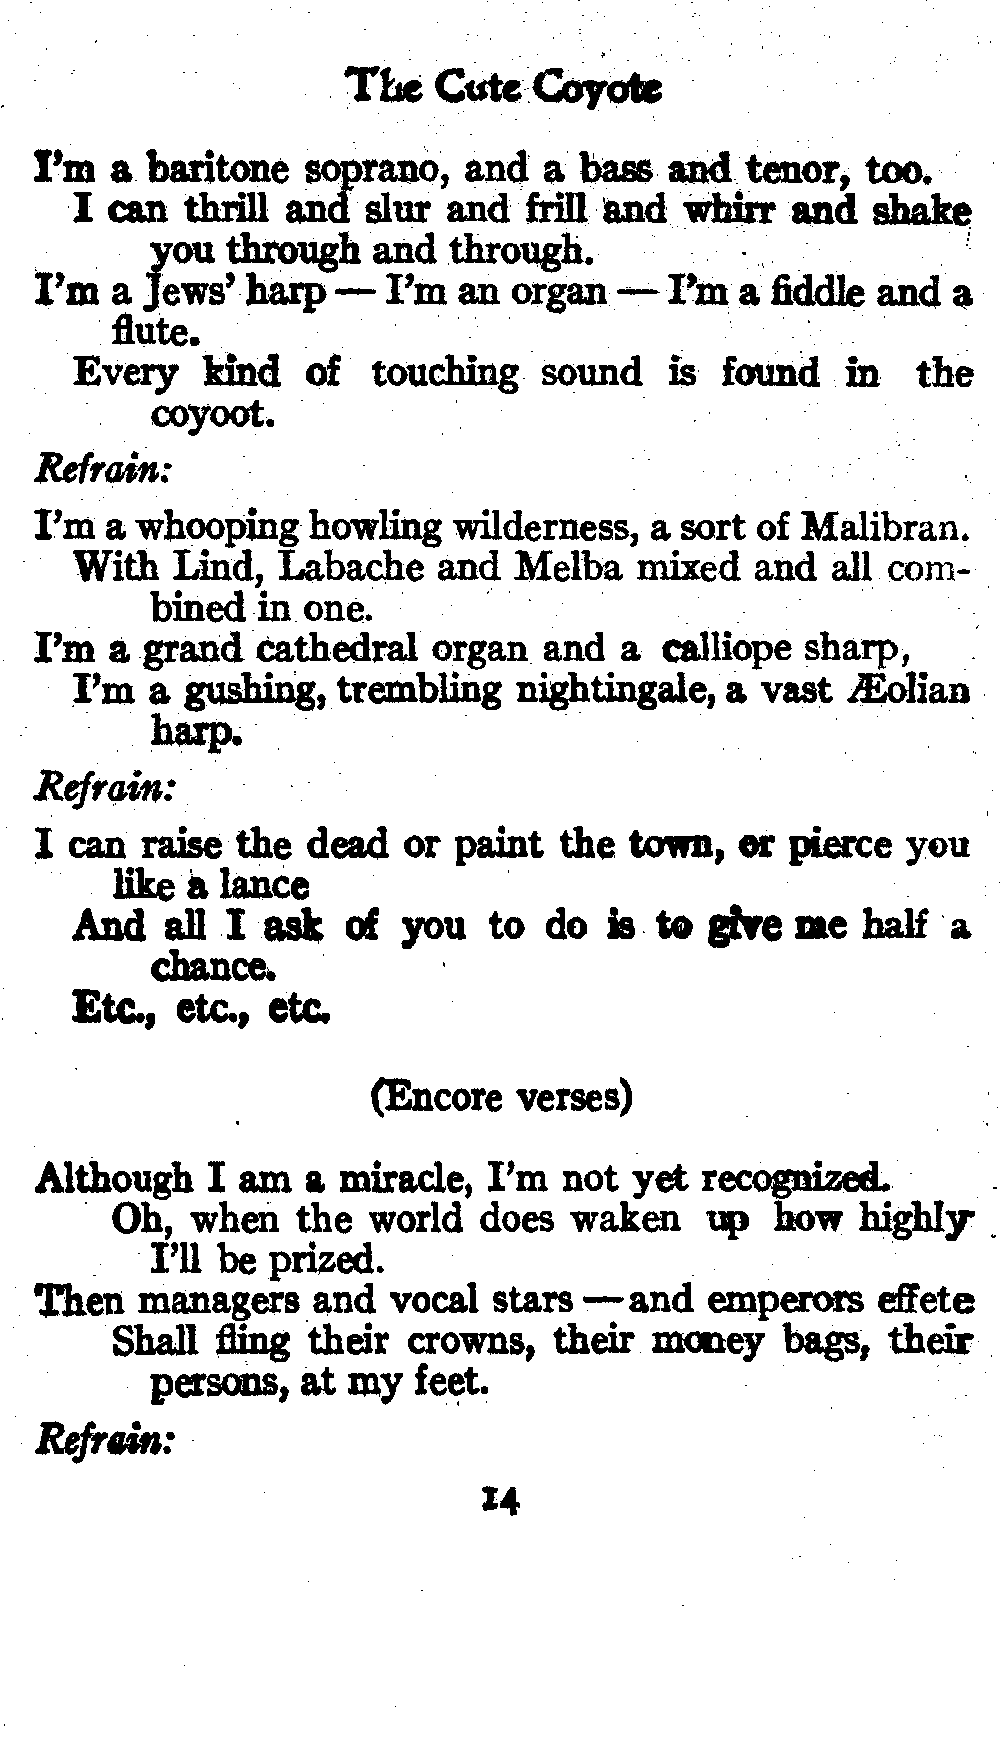 The Cute Coyote
I'm a baritone soprano, and a bass and tenor, too.
I can thrill and slur and frill and whirr and shake
you through and through.
I'm a Jews' harp — I'm an organ — I'm a fiddle and a
flute.
Every kind of touching sound is found in the
coyoot.
Refrain:
I'm a whooping howling wilderness, a sort of Malibran.
With Lind, Labache and Melba mixed and all com-
bined in one.
I'm a grand cathedral organ and a calliope sharp,
I'm a gushing, trembling nightingale, a vast Æolian
harp.
Refrain:
I can raise the dead or paint the town, or pierce you
like a lance
And all I ask of you to do is to give me half a
chance.
Etc., etc., etc.
(Encore verses)
Although I am a miracle, I'm not yet recognized.
Oh, when the world does waken up how highly
I'll be prized.
Then managers and vocal stars — and emperors effete
Shall fling their crowns, their money bags, their
persons, at my feet.
Refrain:
14